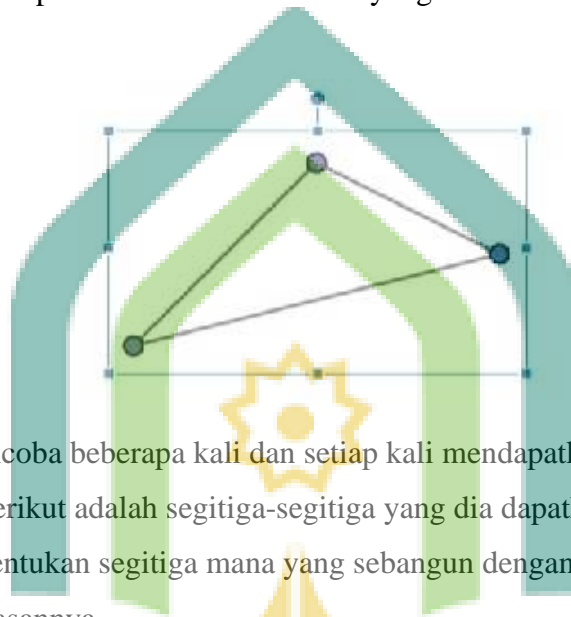 coba beberapa kali dan setiap kali mendapat
erikut adalah segitiga-segitiga yang dia dapat
entukan segitiga mana yang sebangun dengan